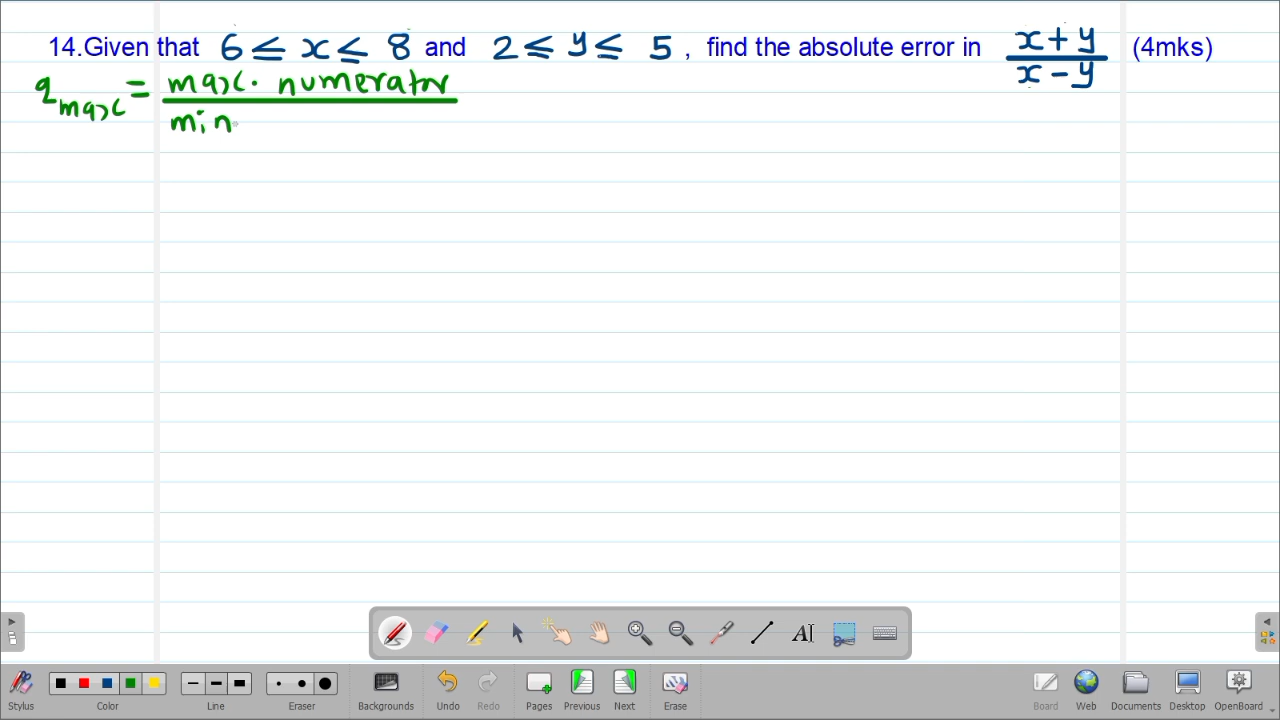 14.Given that 6 ≤ x ≤ 8 and 2 ≤ y ≤ 5 , find the absolute error in x + y / x - y (4mks)
q max = max. numerator
min
Stylus Color Line Eraser Backgrounds Undo Redo Pages Previous Next Erase Board Web Documents Desktop OpenBoard